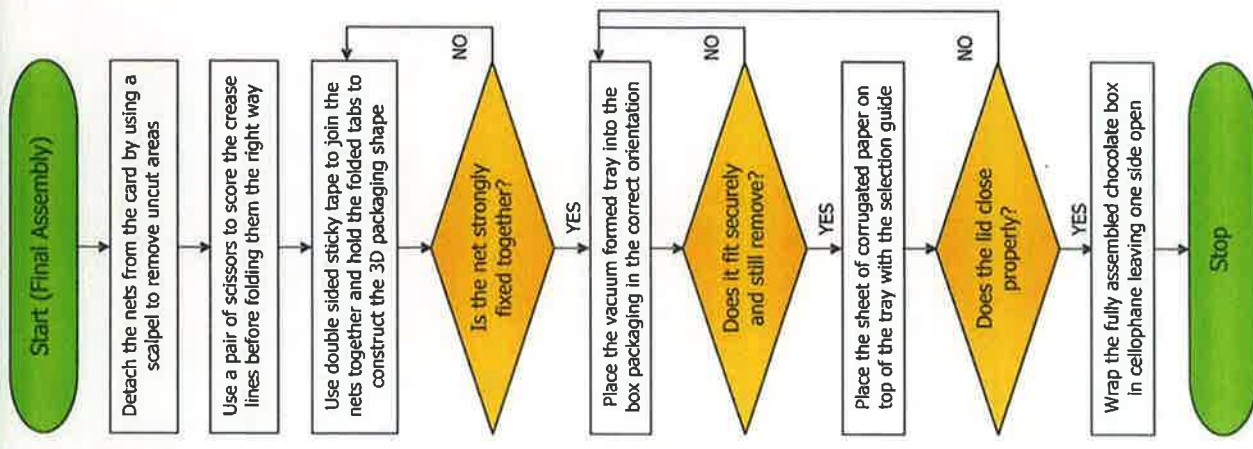 Start (Final Assembly)
Detach the nets from the card by using a
scalpel to remove uncut areas
Use a pair of scissors to score the crease
lines before folding them the right way
Use double sided sticky tape to join the
nets together and hold the folded tabs to
construct the 3D packaging shape
Is the net strongly
fixed together?
NO
YES
Place the vacuum formed tray into the
box packaging in the correct orientation
Does it fit securely
and still remove?
NO
YES
Place the sheet of corrugated paper on
top of the tray with the selection guide
Does the lid close
properly?
NO
YES
Wrap the fully assembled chocolate box
in cellophane leaving one side open
Stop